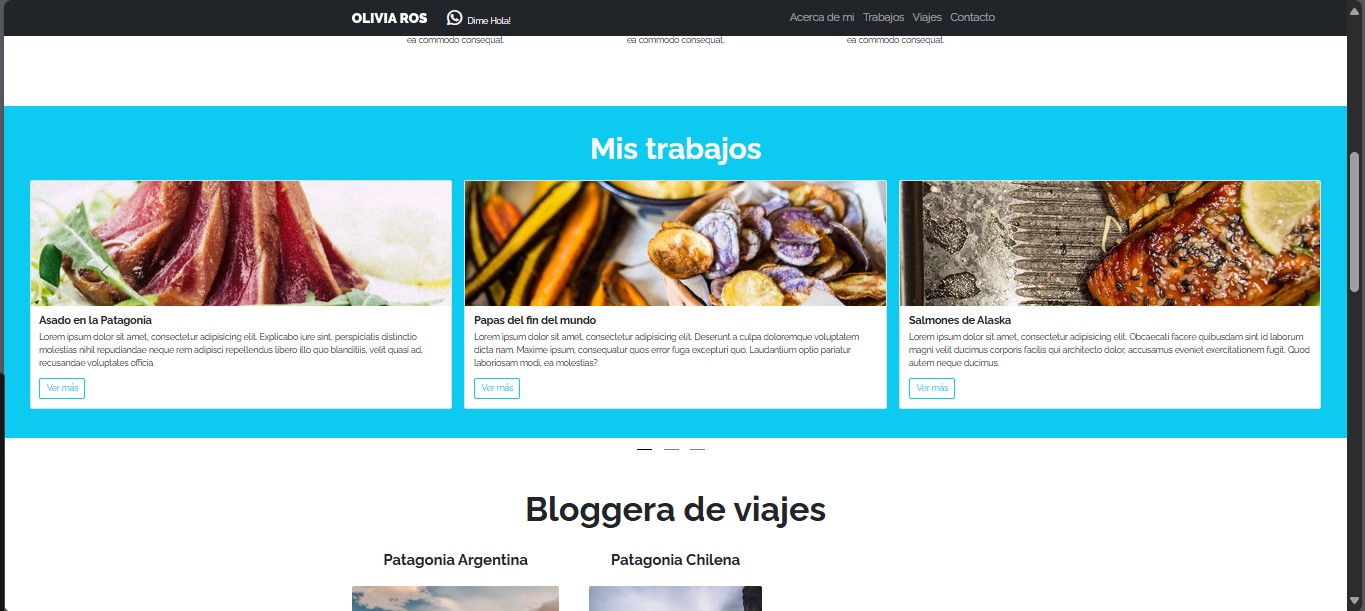 OLIVIA ROS Dime Hola! Acerca de mi Trabajos Viajes Contacto
ea commodo consequat. ea commodo consequat. ea commodo consequat.
Mis trabajos
Asado en la Patagonia
Lorem ipsum dolor sit amet, consectetur adipisicing elit. Explicabo iure sint, perspiciatis distinctio
molestias nihil repudiandae neque rem adipisci repellendus libero illo quo blanditiis, velit quasi ad,
recusandae voluptates officia.
Ver más
Papas del fin del mundo
Lorem ipsum dolor sit amet, consectetur adipisicing elit. Deserunt a culpa doloremque voluptatem
dicta nam. Maxime ipsum, consequatur quos error fuga excepturi quo. Laudantium optio pariatur
laboriosam modi, ea molestias?
Ver más
Salmones de Alaska
Lorem ipsum dolor sit amet, consectetur adipisicing elit. Obcaecati facere quibusdam sint id laborum
magni velit ducimus corporis facilis qui architecto dolor, accusamus eveniet exercitationem fugit. Quod
autem neque ducimus.
Ver más
Bloggera de viajes
Patagonia Argentina Patagonia Chilena